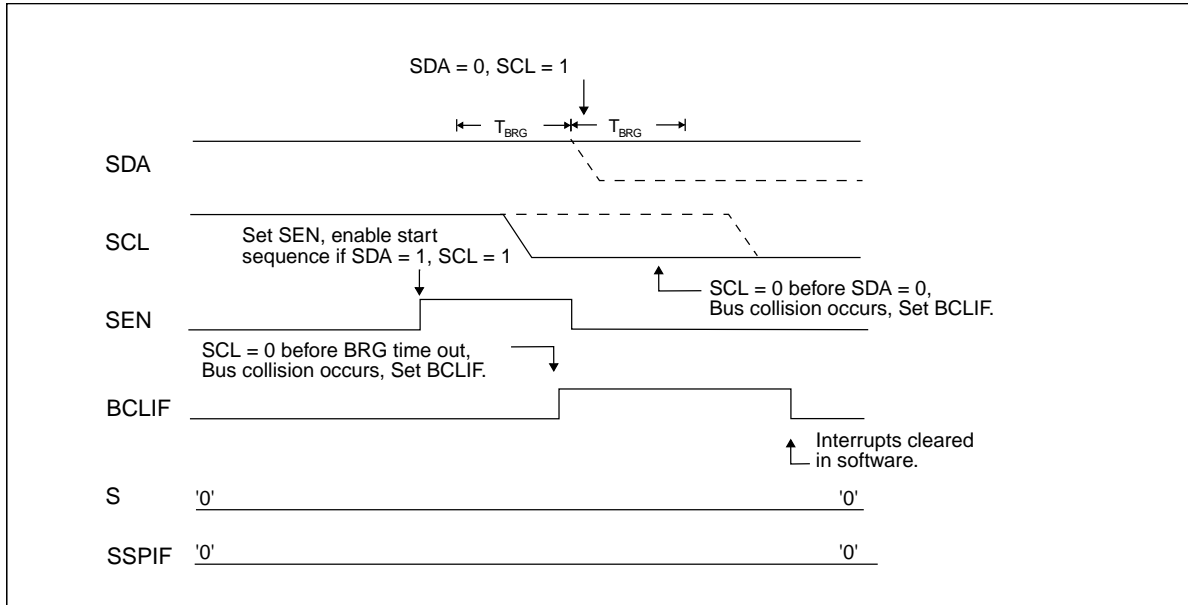 SDA = 0, SCL = 1
TBRG TBRG
SDA
SCL
Set SEN, enable start
sequence if SDA = 1, SCL = 1
SCL = 0 before SDA = 0,
Bus collision occurs, Set BCLIF.
SEN
SCL = 0 before BRG time out,
Bus collision occurs, Set BCLIF.
BCLIF
Interrupts cleared
in software.
S '0' '0'
SSPIF '0' '0'